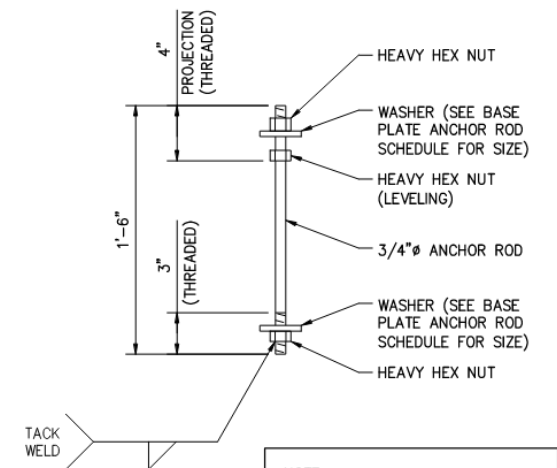 4"
PROJECTION
(THREADED)
HEAVY HEX NUT
WASHER (SEE BASE
PLATE ANCHOR ROD
SCHEDULE FOR SIZE)
HEAVY HEX NUT
(LEVELING)
1'-6"
3/4"ø ANCHOR ROD
3"
(THREADED)
WASHER (SEE BASE
PLATE ANCHOR ROD
SCHEDULE FOR SIZE)
HEAVY HEX NUT
TACK
WELD